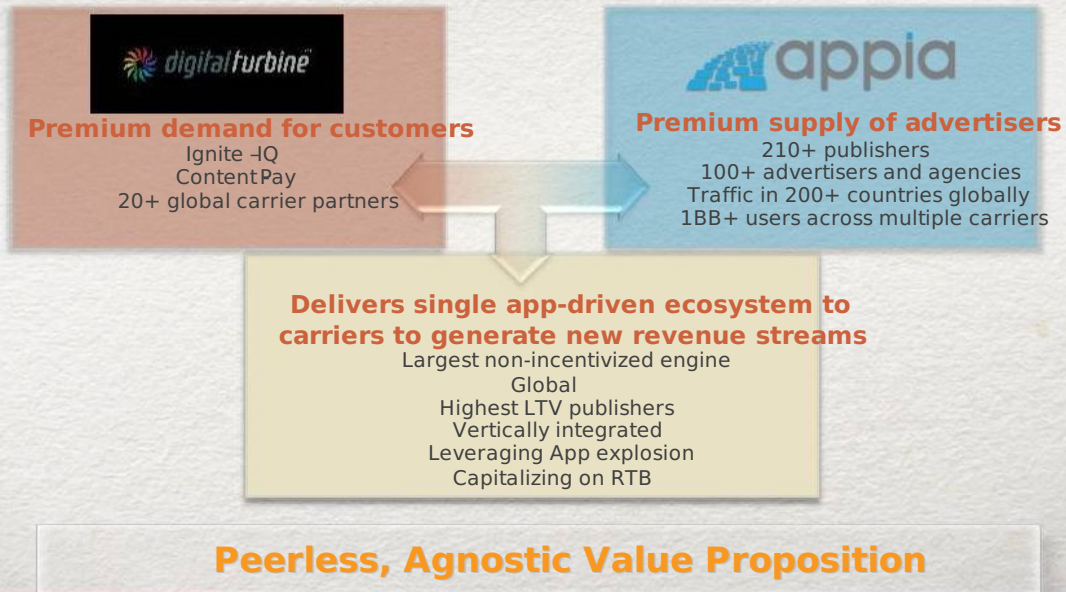 digital turbine
Premium demand for customers
Ignite -IQ
Content Pay
20+ global carrier partners
appia
Premium supply of advertisers
210+ publishers
100+ advertisers and agencies
Traffic in 200+ countries globally
1BB+ users across multiple carriers
Delivers single app-driven ecosystem to
carriers to generate new revenue streams
Largest non-incentivized engine
Global
Highest LTV publishers
Vertically integrated
Leveraging App explosion
Capitalizing on RTB
Peerless, Agnostic Value Proposition